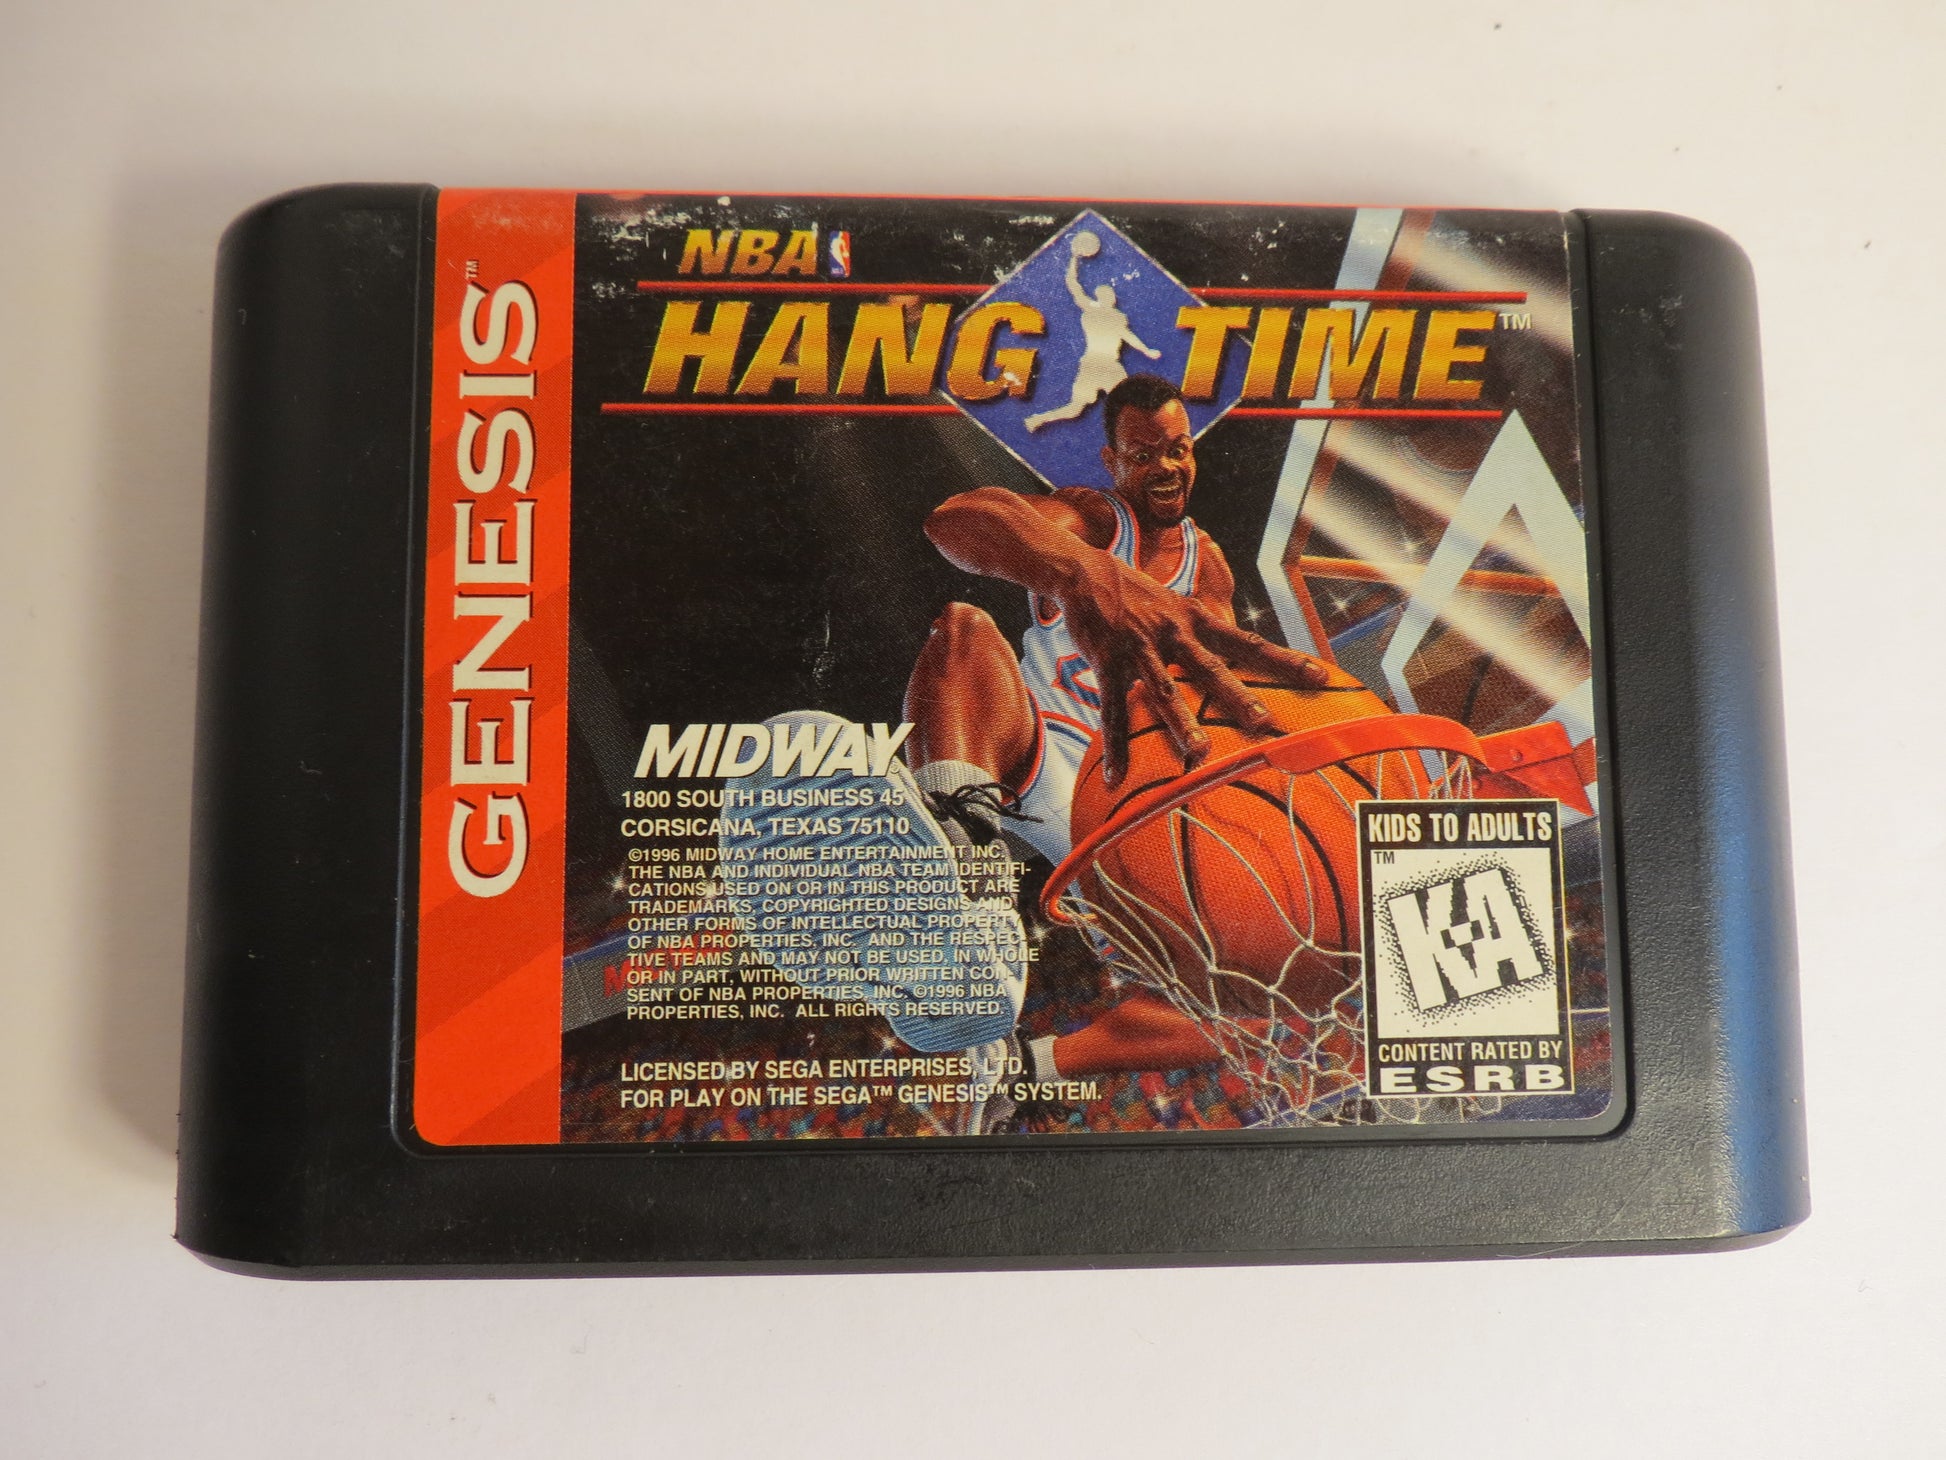 GENESIS™
NBA
HANG TIME™
MIDWAY
1800 SOUTH BUSINESS 45
CORSICANA, TEXAS 75110
©1996 MIDWAY HOME ENTERTAINMENT INC.
THE NBA AND INDIVIDUAL NBA TEAM IDENTIFI-
CATIONS USED ON OR IN THIS PRODUCT ARE
TRADEMARKS, COPYRIGHTED DESIGNS AND
OTHER FORMS OF INTELLECTUAL PROPERTY
OF NBA PROPERTIES, INC. AND THE RESPEC-
TIVE TEAMS AND MAY NOT BE USED, IN WHOLE
OR IN PART, WITHOUT PRIOR WRITTEN CON-
SENT OF NBA PROPERTIES, INC. ©1996 NBA
PROPERTIES, INC. ALL RIGHTS RESERVED.
LICENSED BY SEGA ENTERPRISES, LTD.
FOR PLAY ON THE SEGA™ GENESIS™ SYSTEM.
KIDS TO ADULTS
™
K-A
CONTENT RATED BY
ESRB